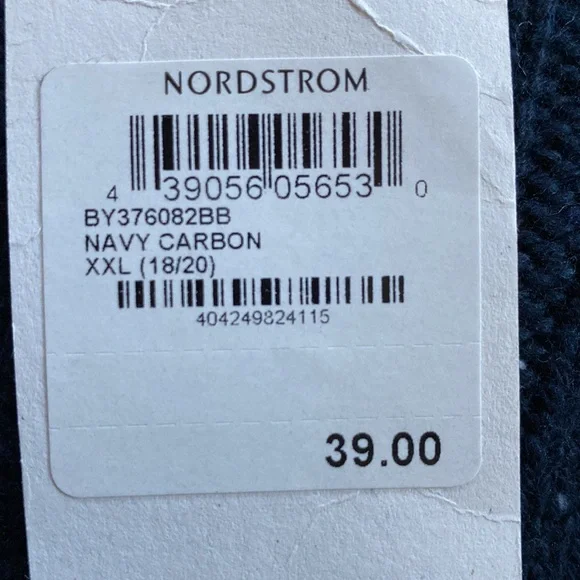 NORDSTROM
4 39056 05653 0
BY376082BB
NAVY CARBON
XXL (18/20)
404249824115
39.00